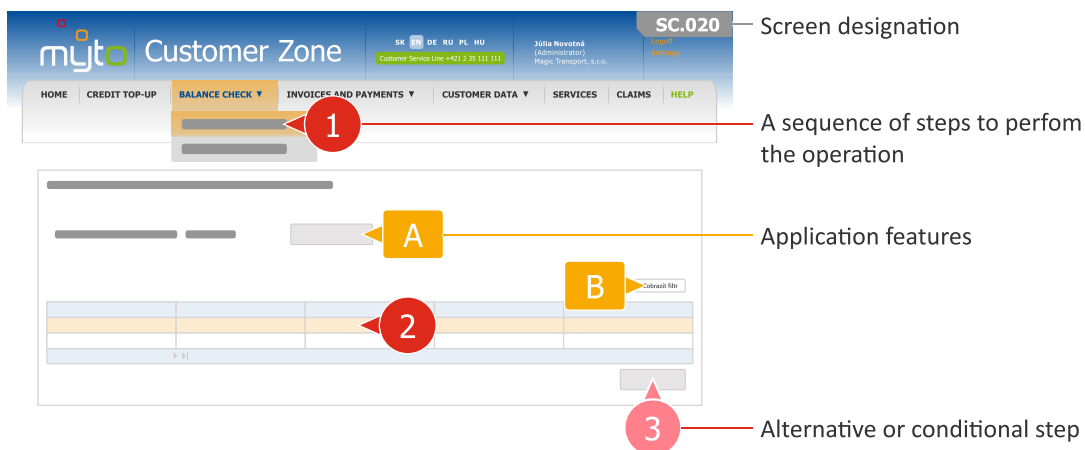 SC.020
Screen designation
myto Customer Zone
SK EN DE RU PL HU
Customer Service Line +421 2 35 111 111
Júlia Novotná
(Administrator)
Magic Transport, s.r.o.
Logoff
Settings
HOME CREDIT TOP-UP BALANCE CHECK ▼ INVOICES AND PAYMENTS ▼ CUSTOMER DATA ▼ SERVICES CLAIMS HELP
1
A sequence of steps to perfom
the operation
A
Application features
B
Zobrazit filtr
2
3
Alternative or conditional step